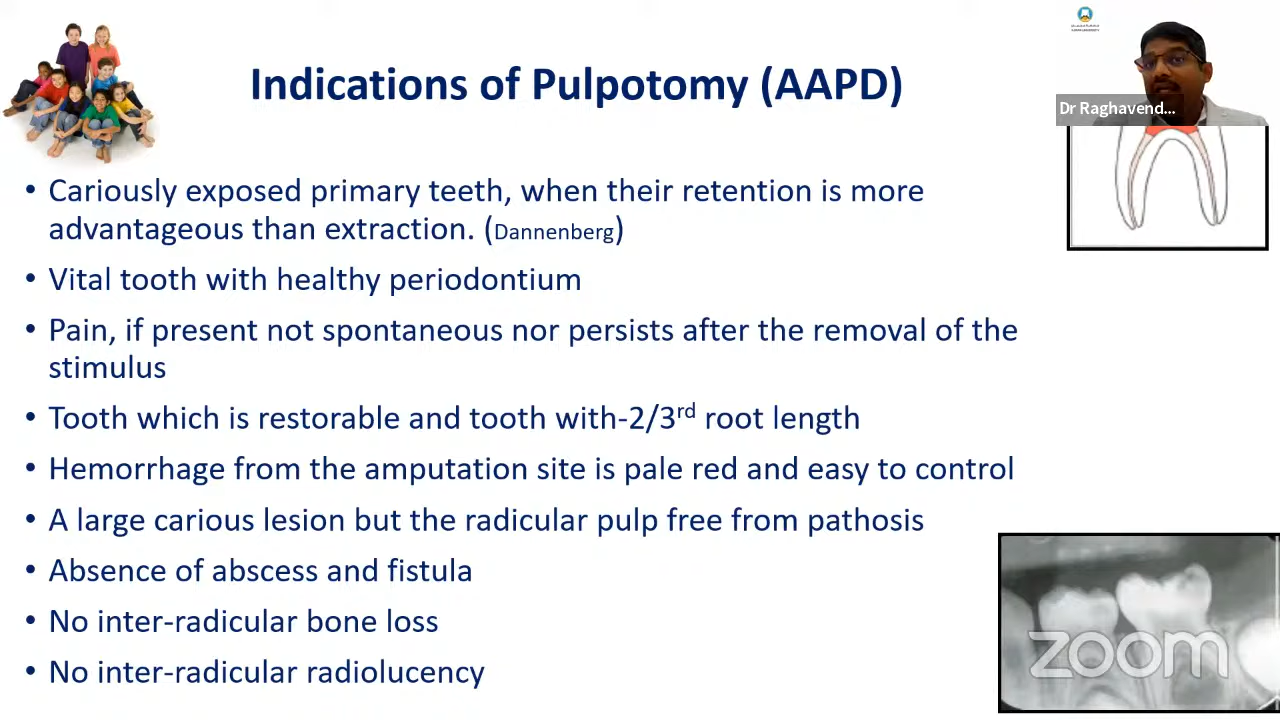 Indications of Pulpotomy (AAPD)
Dr Raghavend...
• Cariously exposed primary teeth, when their retention is more
advantageous than extraction. (Dannenberg)
• Vital tooth with healthy periodontium
• Pain, if present not spontaneous nor persists after the removal of the
stimulus
• Tooth which is restorable and tooth with-2/3rd root length
• Hemorrhage from the amputation site is pale red and easy to control
• A large carious lesion but the radicular pulp free from pathosis
• Absence of abscess and fistula
• No inter-radicular bone loss
• No inter-radicular radiolucency
zoom